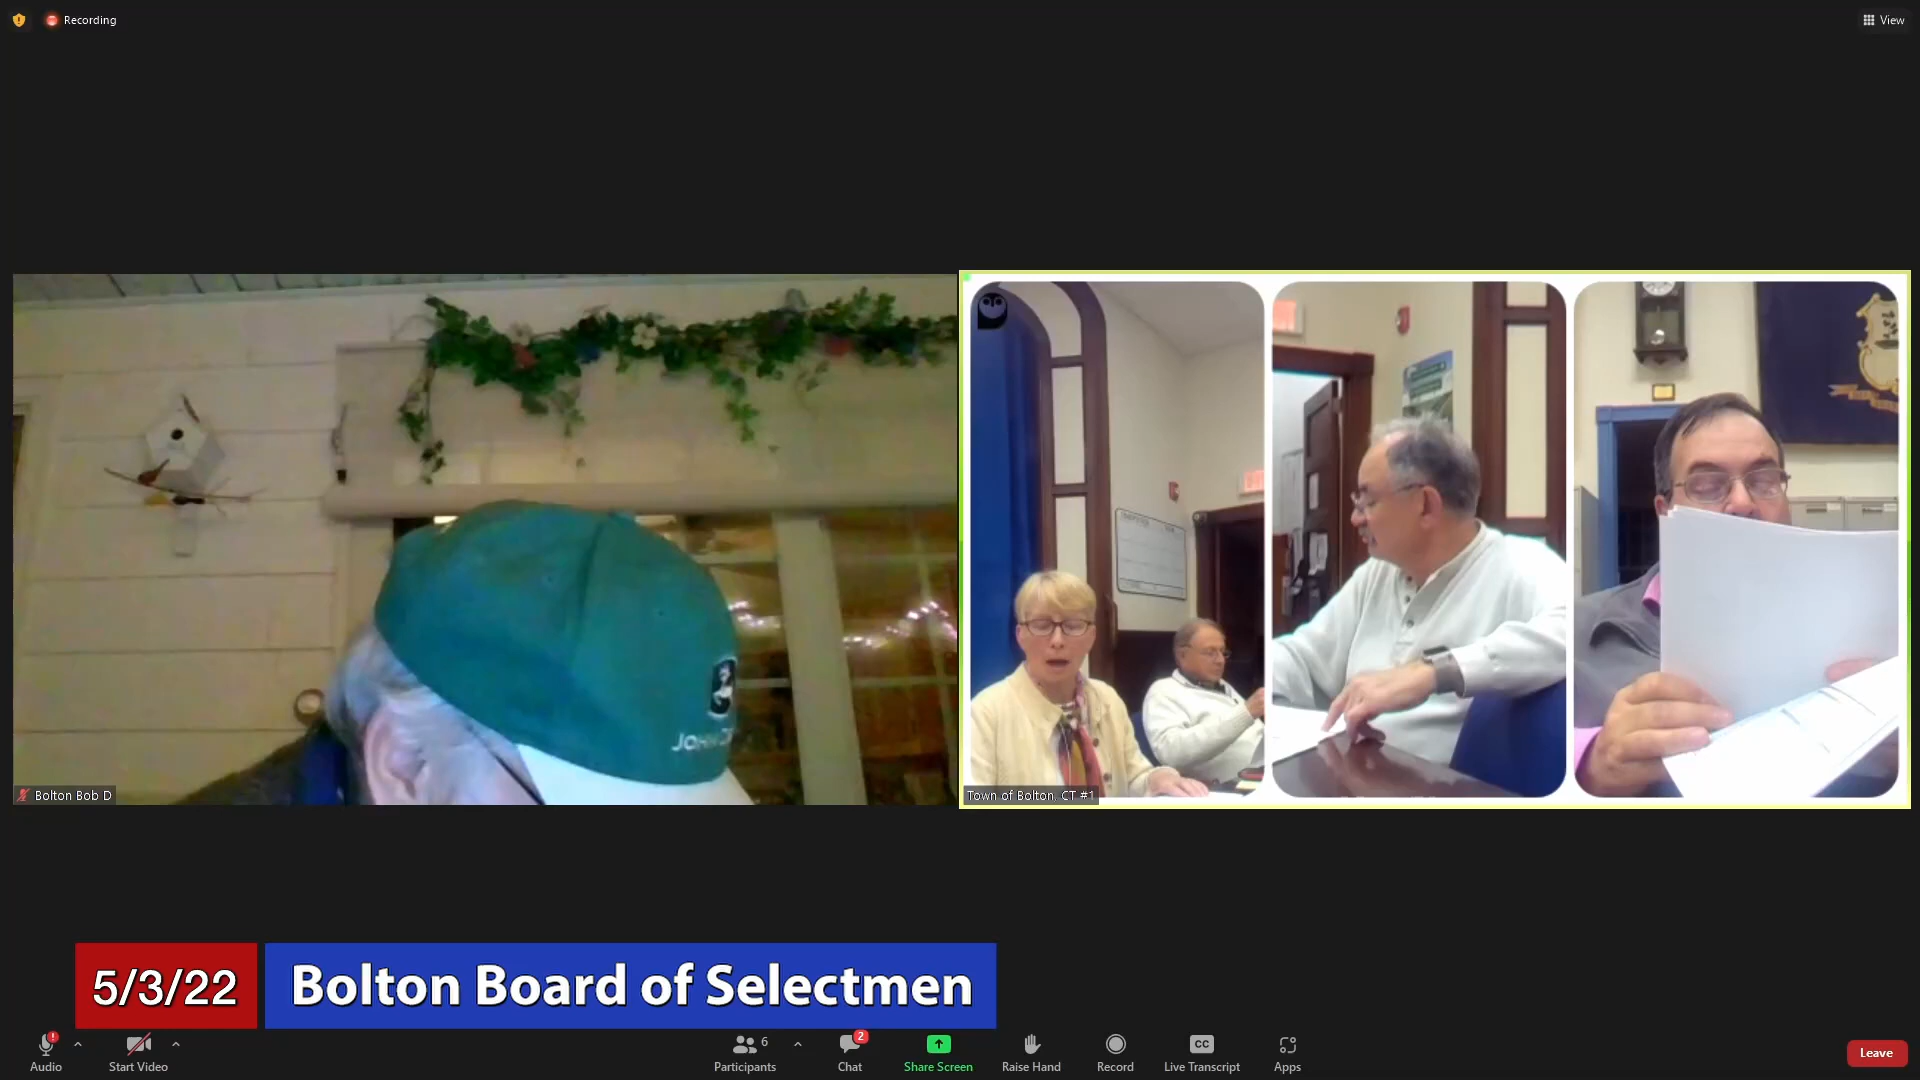 Recording
View
Bolton Bob D
Town of Bolton, CT #1
5/3/22
Bolton Board of Selectmen
Audio
Start Video
6
Participants
2
Chat
Share Screen
Raise Hand
Record
CC
Live Transcript
Apps
Leave